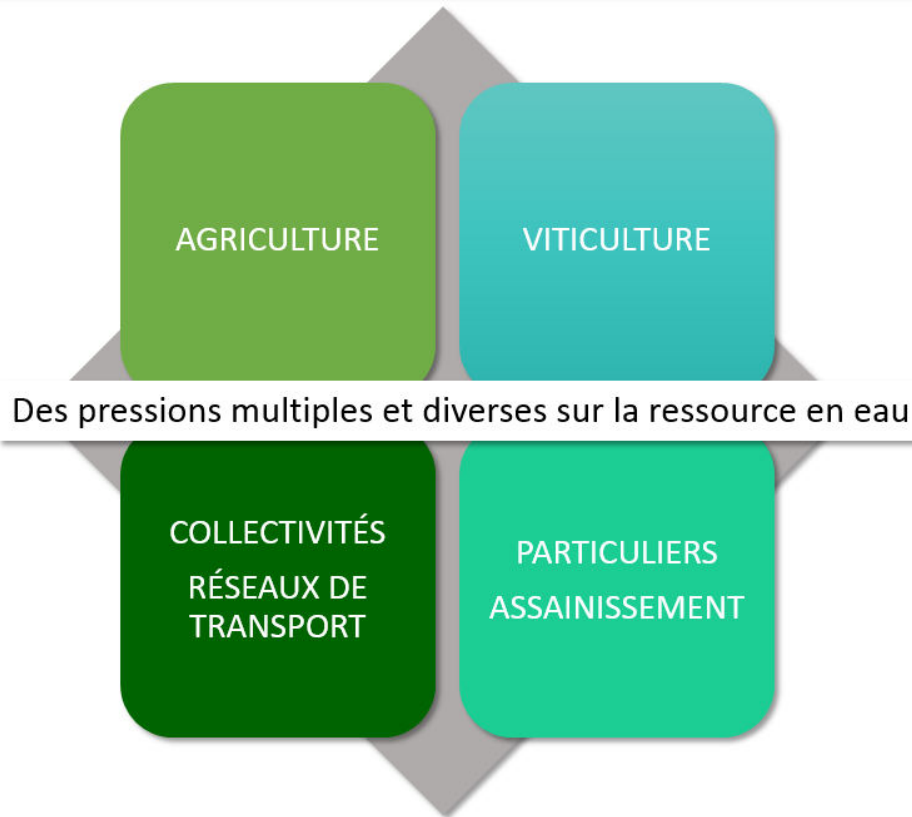 AGRICULTURE
VITICULTURE
Des pressions multiples et diverses sur la ressource en eau
COLLECTIVITÉS
RÉSEAUX DE
TRANSPORT
PARTICULIERS
ASSAINISSEMENT